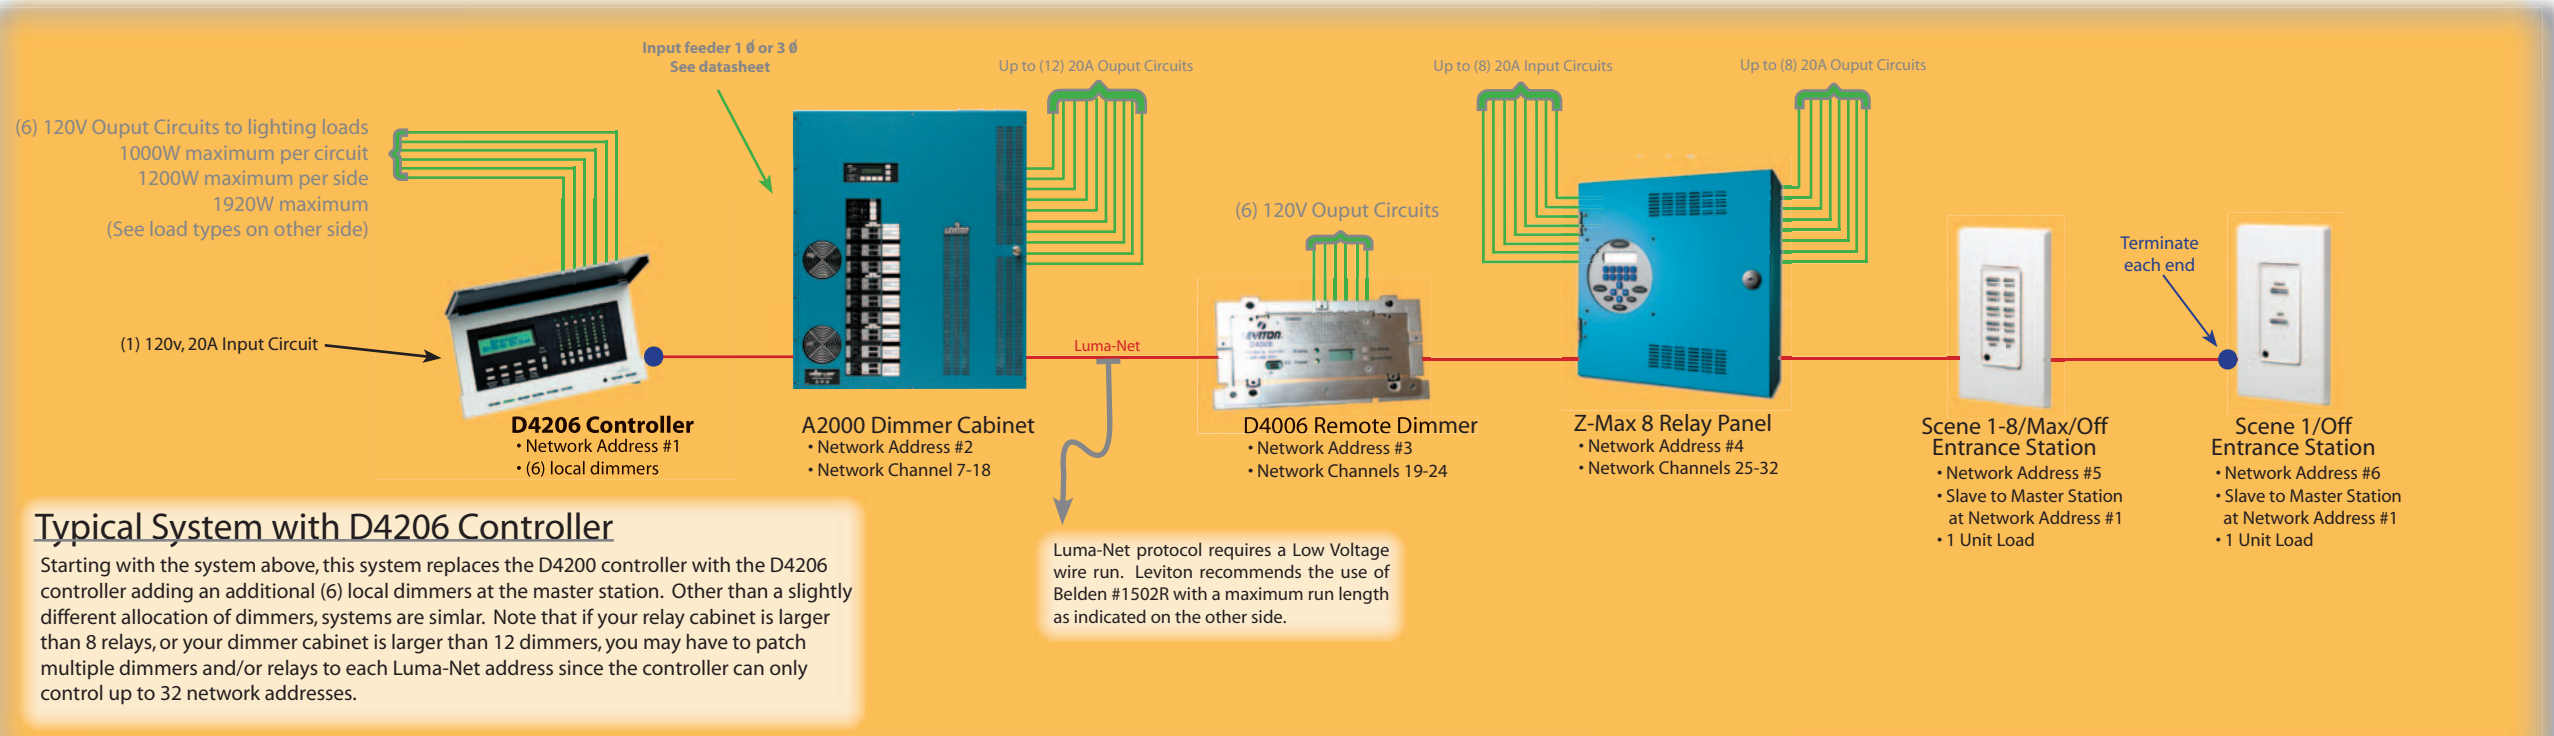 Input feeder 1 Ø or 3 Ø
See datasheet
Up to (12) 20A Ouput Circuits
Up to (8) 20A Input Circuits
Up to (8) 20A Ouput Circuits
(6) 120V Ouput Circuits to lighting loads
1000W maximum per circuit
1200W maximum per side
1920W maximum
(See load types on other side)
(6) 120V Ouput Circuits
Terminate
each end
(1) 120v, 20A Input Circuit
LEVITON
LEVITON
D4006
Luma-Net
D4206 Controller
• Network Address #1
• (6) local dimmers
A2000 Dimmer Cabinet
• Network Address #2
• Network Channel 7-18
D4006 Remote Dimmer
• Network Address #3
• Network Channels 19-24
Z-Max 8 Relay Panel
• Network Address #4
• Network Channels 25-32
Scene 1-8/Max/Off
Entrance Station
• Network Address #5
• Slave to Master Station
at Network Address #1
• 1 Unit Load
Scene 1/Off
Entrance Station
• Network Address #6
• Slave to Master Station
at Network Address #1
• 1 Unit Load
Typical System with D4206 Controller
Starting with the system above, this system replaces the D4200 controller with the D4206
controller adding an additional (6) local dimmers at the master station. Other than a slightly
different allocation of dimmers, systems are simlar. Note that if your relay cabinet is larger
than 8 relays, or your dimmer cabinet is larger than 12 dimmers, you may have to patch
multiple dimmers and/or relays to each Luma-Net address since the controller can only
control up to 32 network addresses.
Luma-Net protocol requires a Low Voltage
wire run. Leviton recommends the use of
Belden #1502R with a maximum run length
as indicated on the other side.